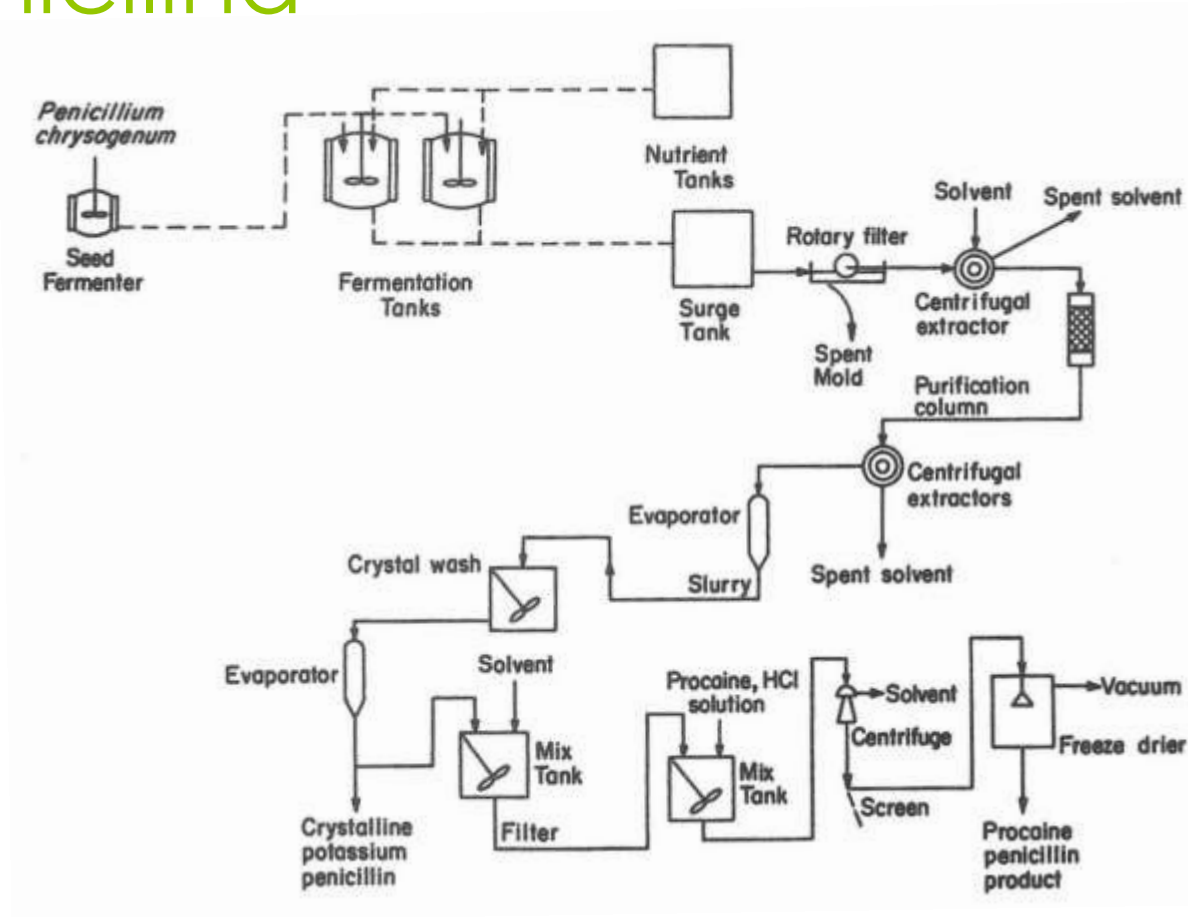 Penicillium
chrysogenum
Seed
Fermenter
Fermentation
Tanks
Nutrient
Tanks
Surge
Tank
Rotary filter
Spent
Mold
Solvent
Spent solvent
Centrifugal
extractor
Purification
column
Centrifugal
extractors
Spent solvent
Evaporator
Slurry
Crystal wash
Evaporator
Crystalline
potassium
penicillin
Solvent
Mix
Tank
Filter
Procaine, HCl
solution
Mix
Tank
Solvent
Centrifuge
Screen
Vacuum
Freeze drier
Procaine
penicillin
product